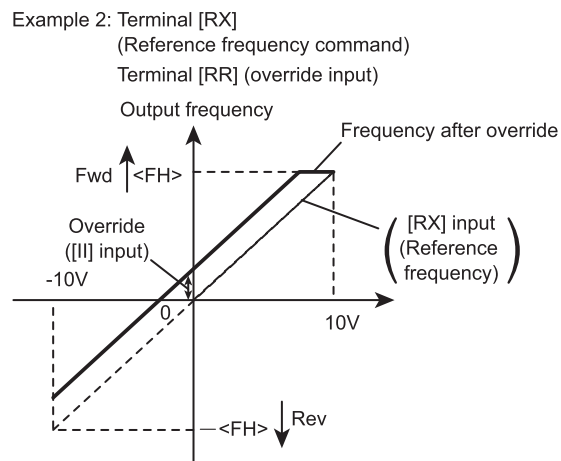 Example 2: Terminal [RX]
(Reference frequency command)
Terminal [RR] (override input)
Output frequency
Frequency after override
Fwd
<FH>
Override
([II] input)
[RX] input
(Reference
frequency)
-10V
0
10V
—<FH>
Rev